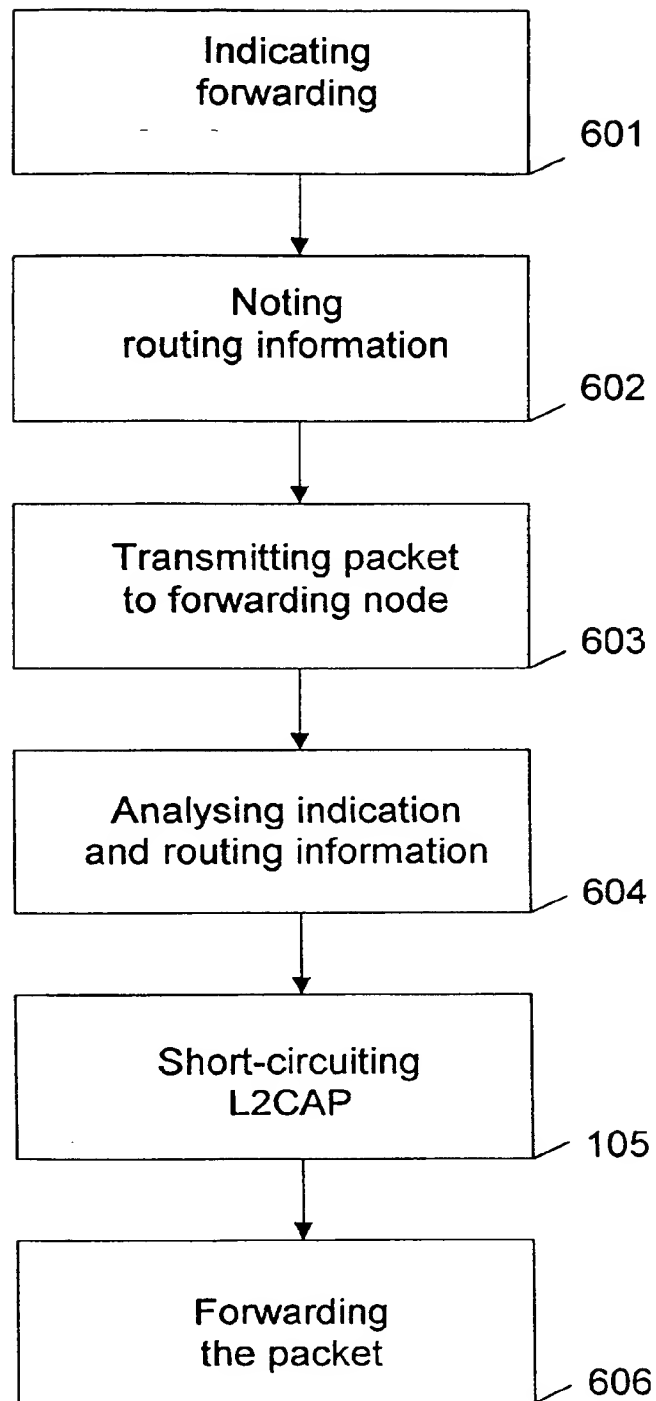 Indicating
forwarding
601
Noting
routing information
602
Transmitting packet
to forwarding node
603
Analysing indication
and routing information
604
Short-circuiting
L2CAP
105
Forwarding
the packet
606